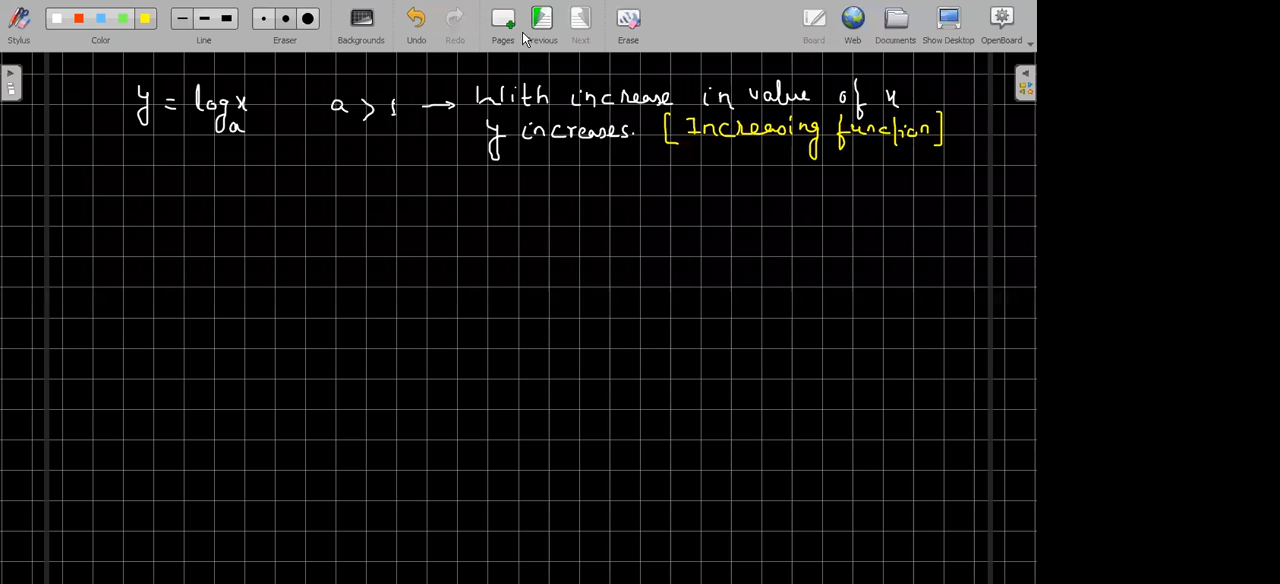 Stylus Color Line Eraser Backgrounds Undo Redo Pages Previous Next Erase Board Web Documents Show Desktop OpenBoard
y = log_a x a > 1 → With increase in value of x
y increases. [Increasing function]